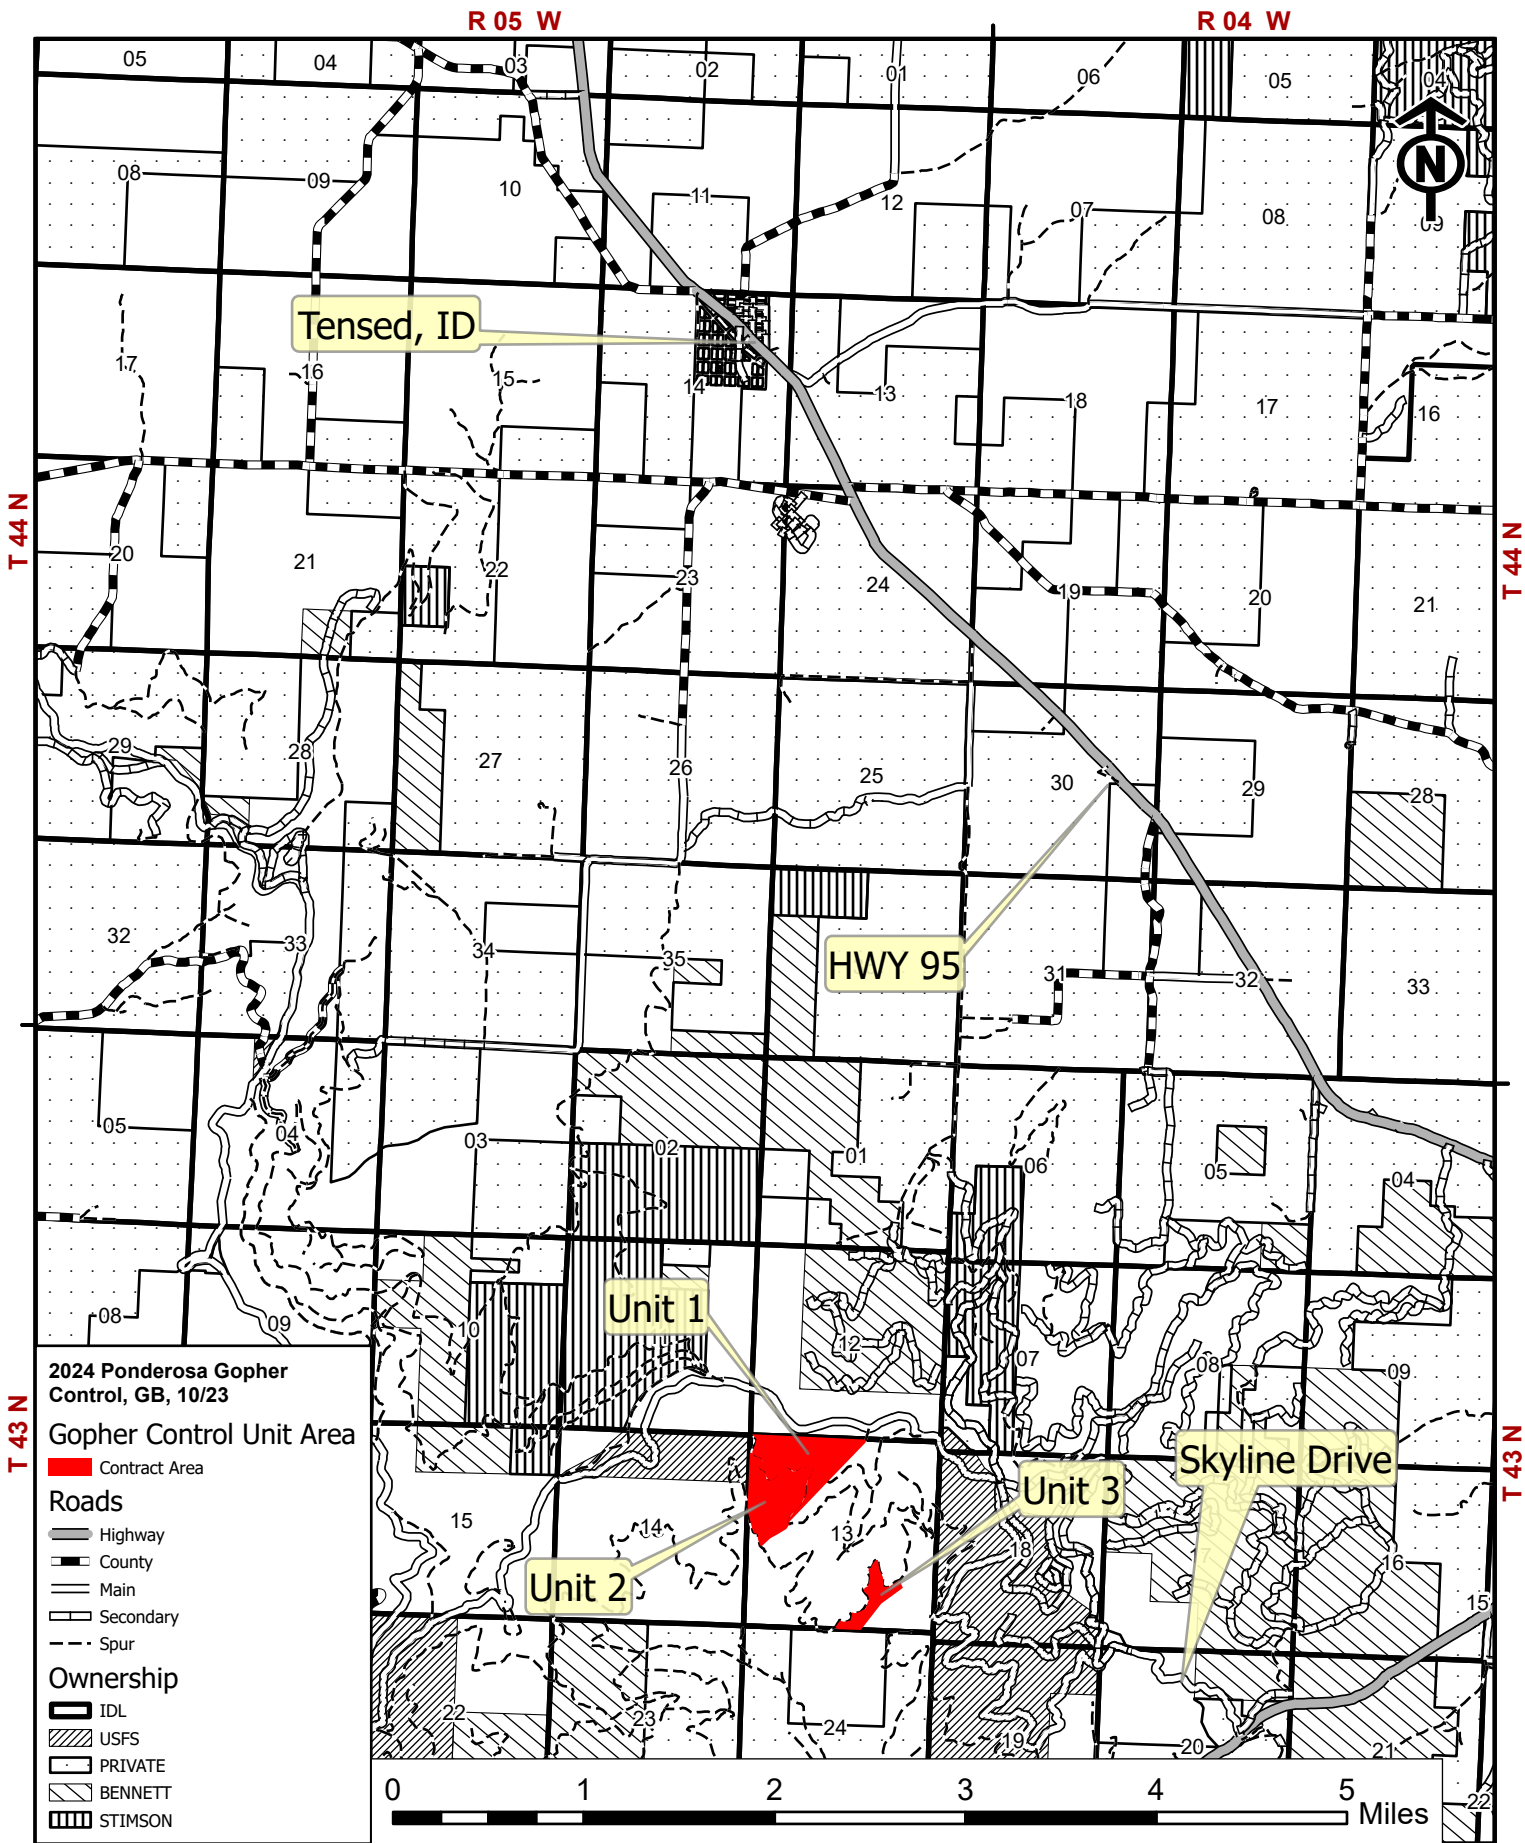 R 05 W
R 04 W
05
04
03
02
01
06
05
04
N
08
09
10
11
12
07
08
09
Tensed, ID
17
16
15
14
13
18
17
16
T 44 N
T 44 N
20
21
22
23
24
19
20
21
29
28
27
26
25
30
29
28
HWY 95
32
33
34
35
31
32
33
05
04
03
02
01
06
05
04
Unit 1
08
09
10
12
07
08
09
T 43 N
T 43 N
Skyline Drive
Unit 3
15
14
13
18
16
15
Unit 2
22
23
24
19
20
21
22
2024 Ponderosa Gopher
Control, GB, 10/23
Gopher Control Unit Area
Contract Area
Roads
Highway
County
Main
Secondary
Spur
Ownership
IDL
USFS
PRIVATE
BENNETT
STIMSON
0 1 2 3 4 5
Miles